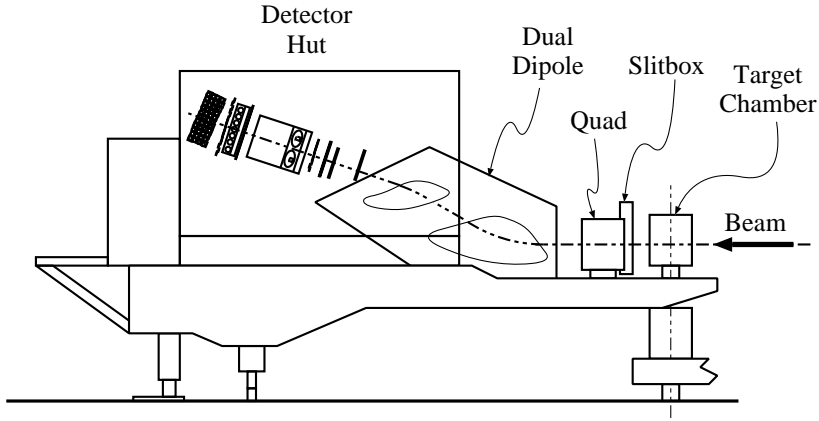 Detector
Hut
Dual
Dipole
Slitbox
Target
Chamber
Quad
Beam